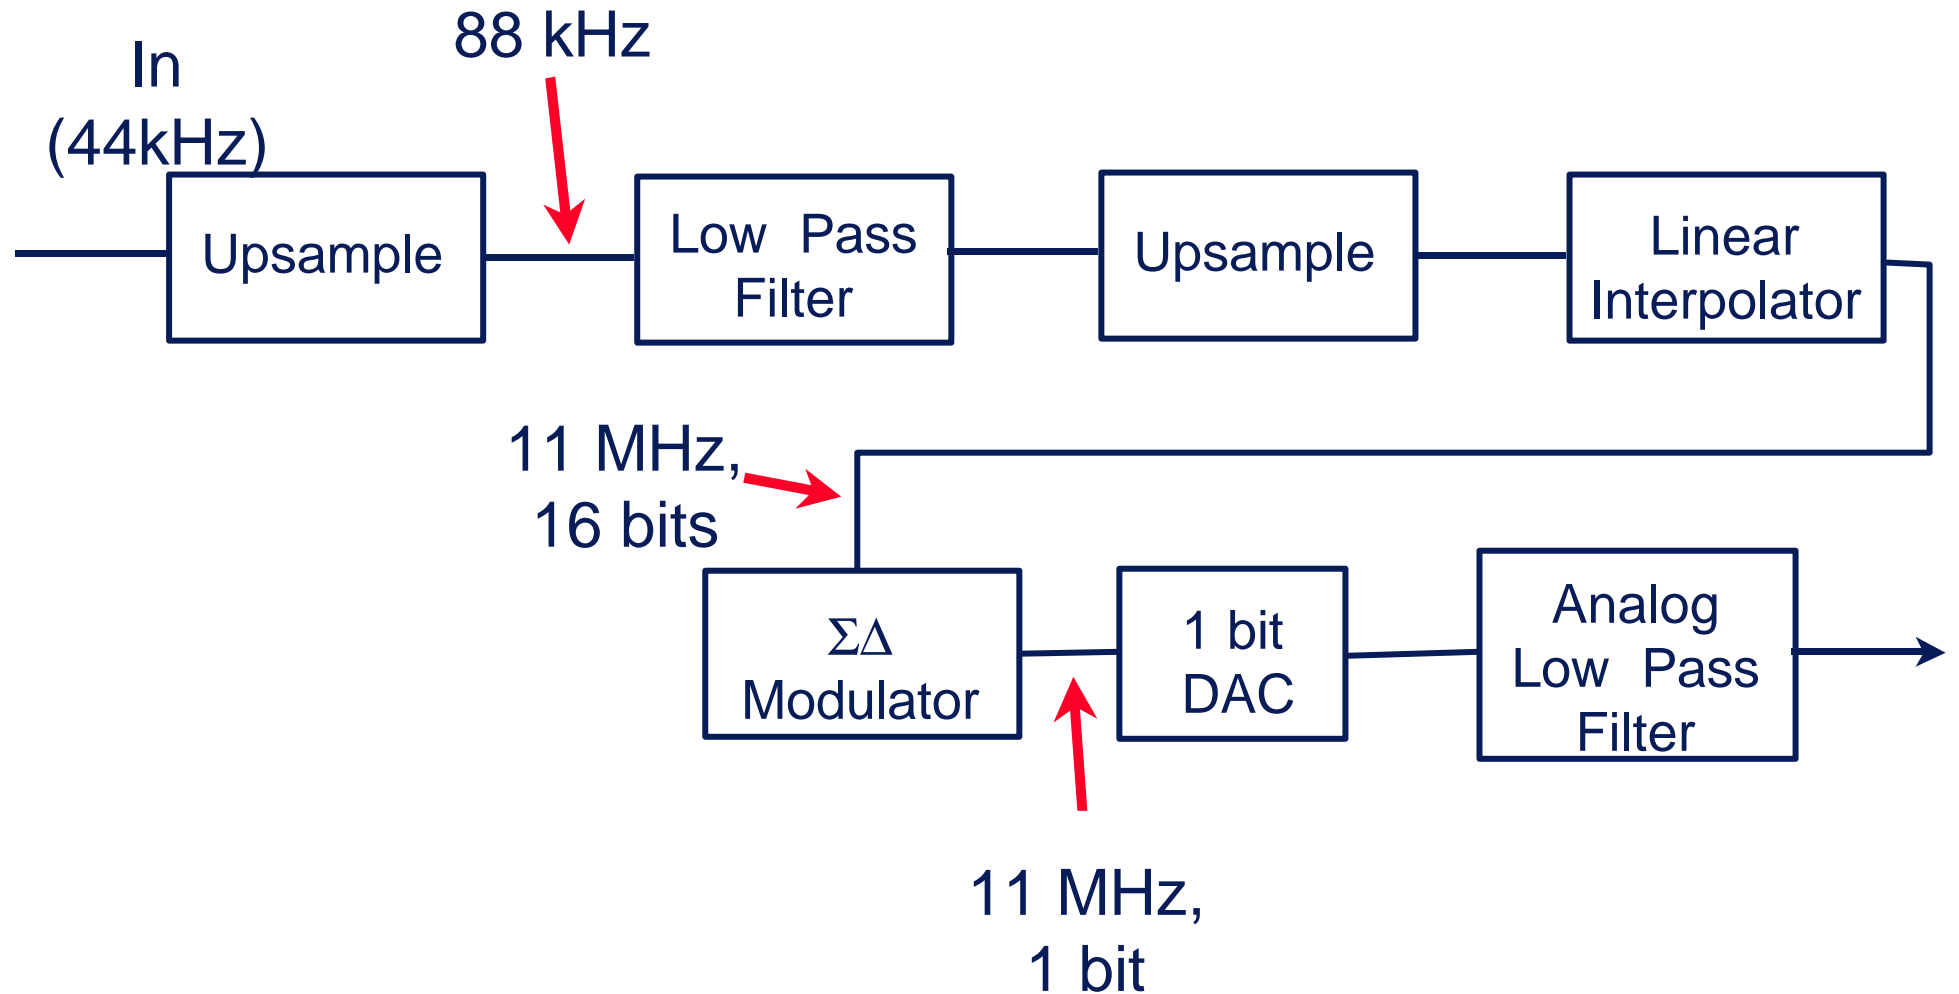 In
(44kHz)
88 kHz
Upsample
Low Pass
Filter
Upsample
Linear
Interpolator
11 MHz,
16 bits
ΣΔ
Modulator
1 bit
DAC
Analog
Low Pass
Filter
11 MHz,
1 bit